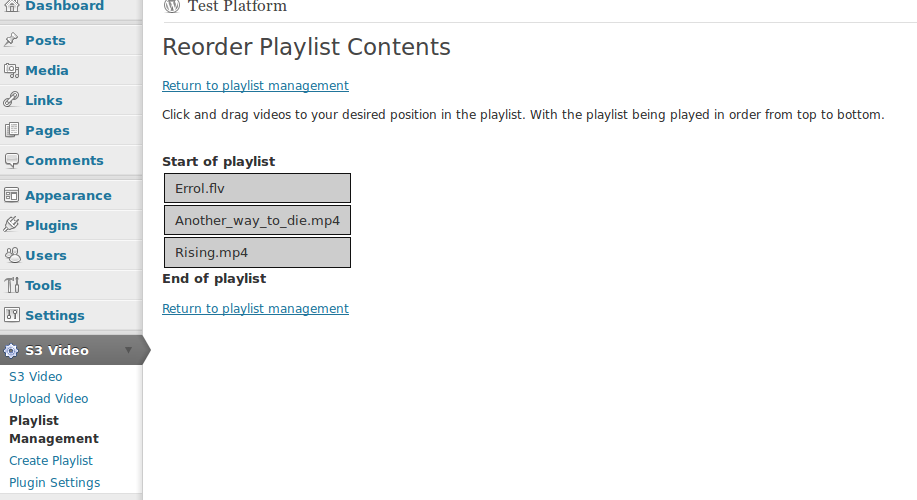 Dashboard
Posts
Media
Links
Pages
Comments
Appearance
Plugins
Users
Tools
Settings
S3 Video
S3 Video
Upload Video
Playlist
Management
Create Playlist
Plugin Settings
Test Platform
Reorder Playlist Contents
Return to playlist management
Click and drag videos to your desired position in the playlist. With the playlist being played in order from top to bottom.
Start of playlist
Errol.flv
Another_way_to_die.mp4
Rising.mp4
End of playlist
Return to playlist management